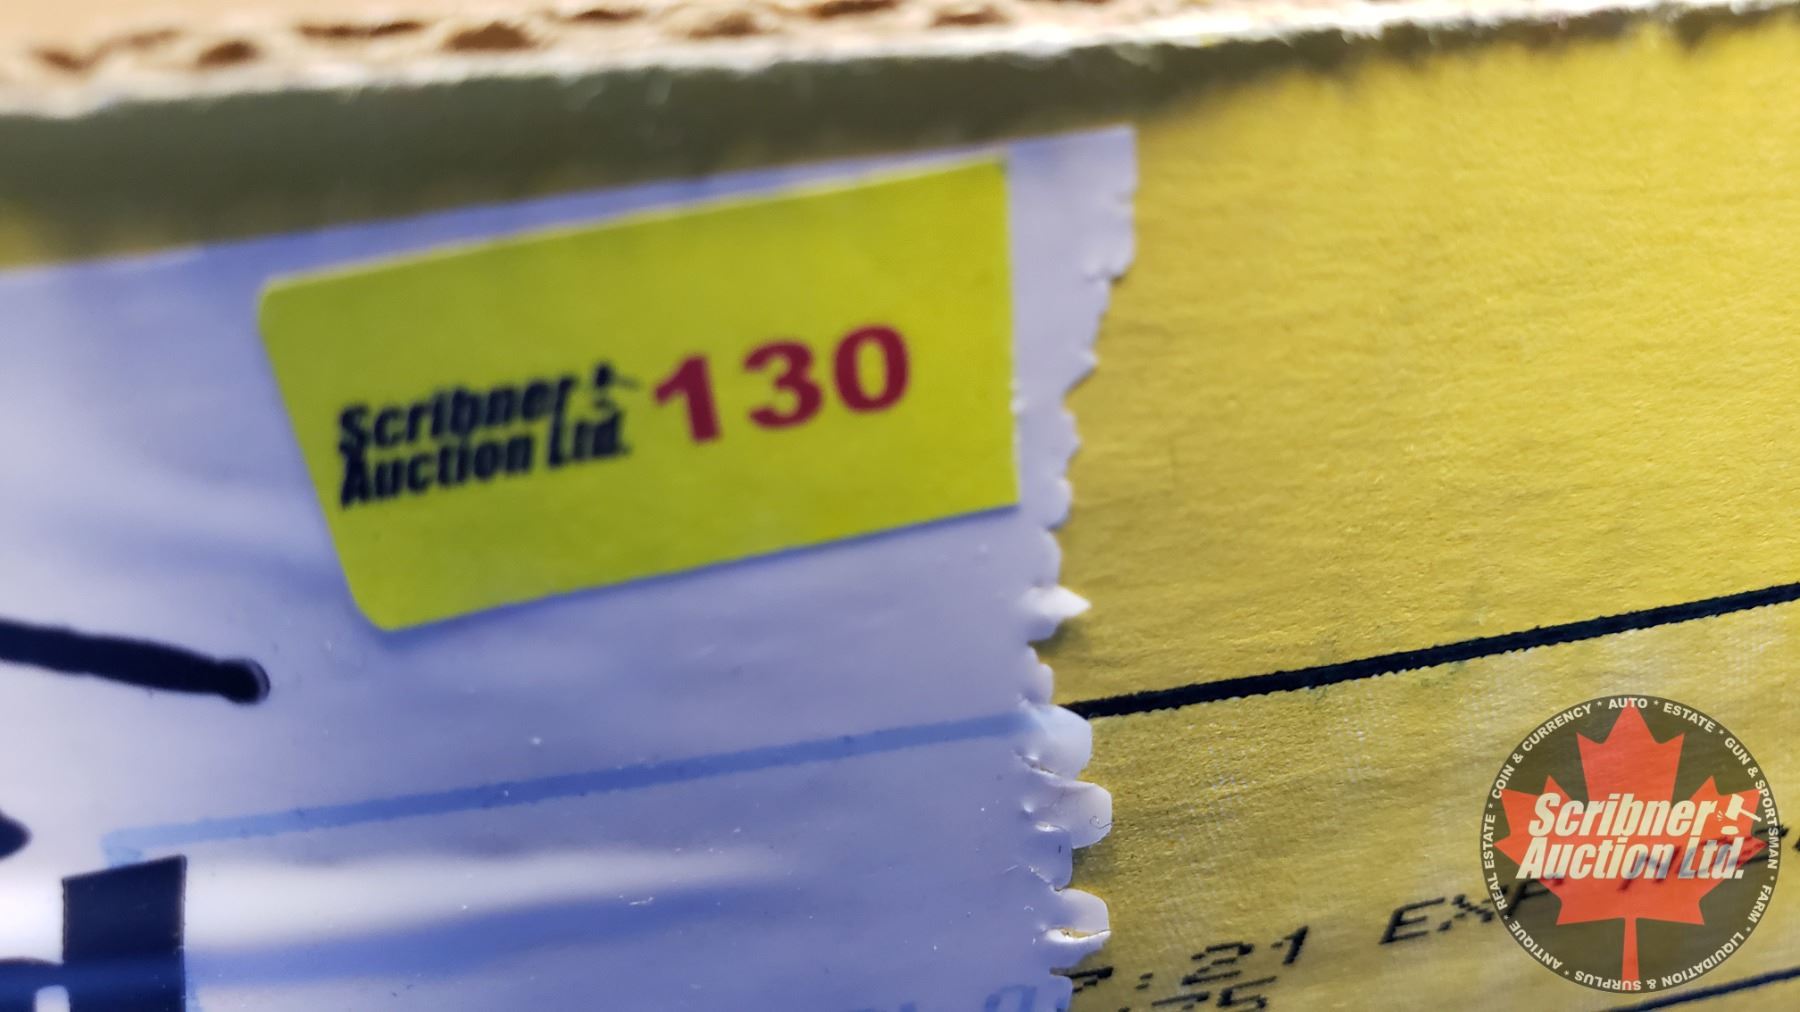 Scribner
Auction Ltd.
130
:21 EXP
COIN & CURRENCY * AUTO * ESTATE * GUN & SPORTSMAN * FARM * LIQUIDATION & SURPLUS * ANTIQUE * REAL ESTATE *
Scribner
Auction Ltd.